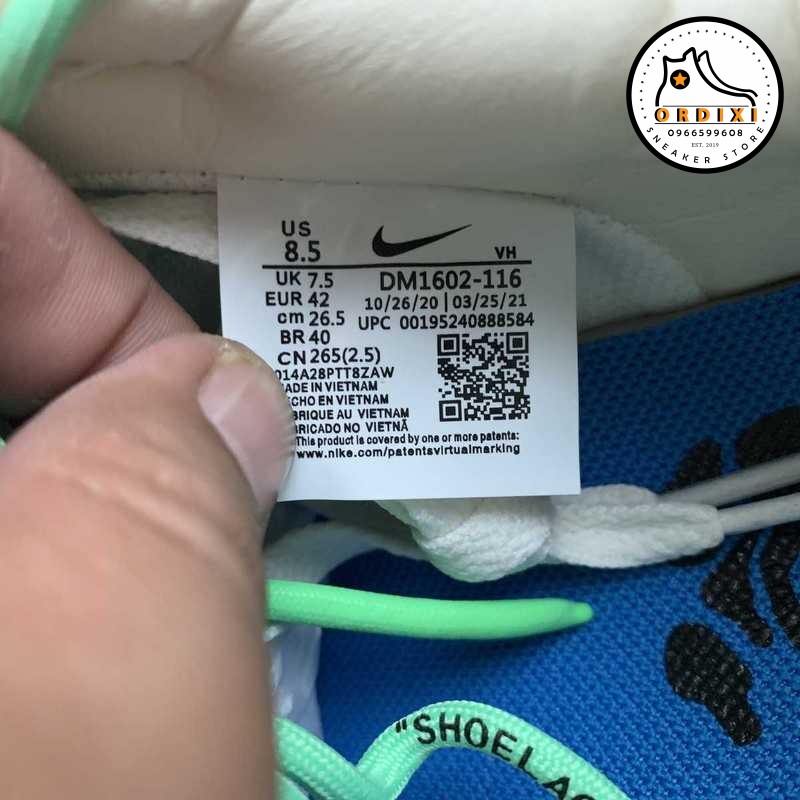 ORDIXI
0966599608
EST. 2019
SNEAKER STORE
US
8.5
VH
UK 7.5 DM1602-116
EUR 42 10/26/20 | 03/25/21
cm 26.5 UPC 00195240888584
BR 40
CN 265(2.5)
014A28PTT8ZAW
MADE IN VIETNAM
ECHO EN VIETNAM
BRIQUE AU VIETNAM
BRICADO NO VIETNÃ
This product is covered by one or more patents:
www.nike.com/patentsvirtualmarking
"SHOELAC